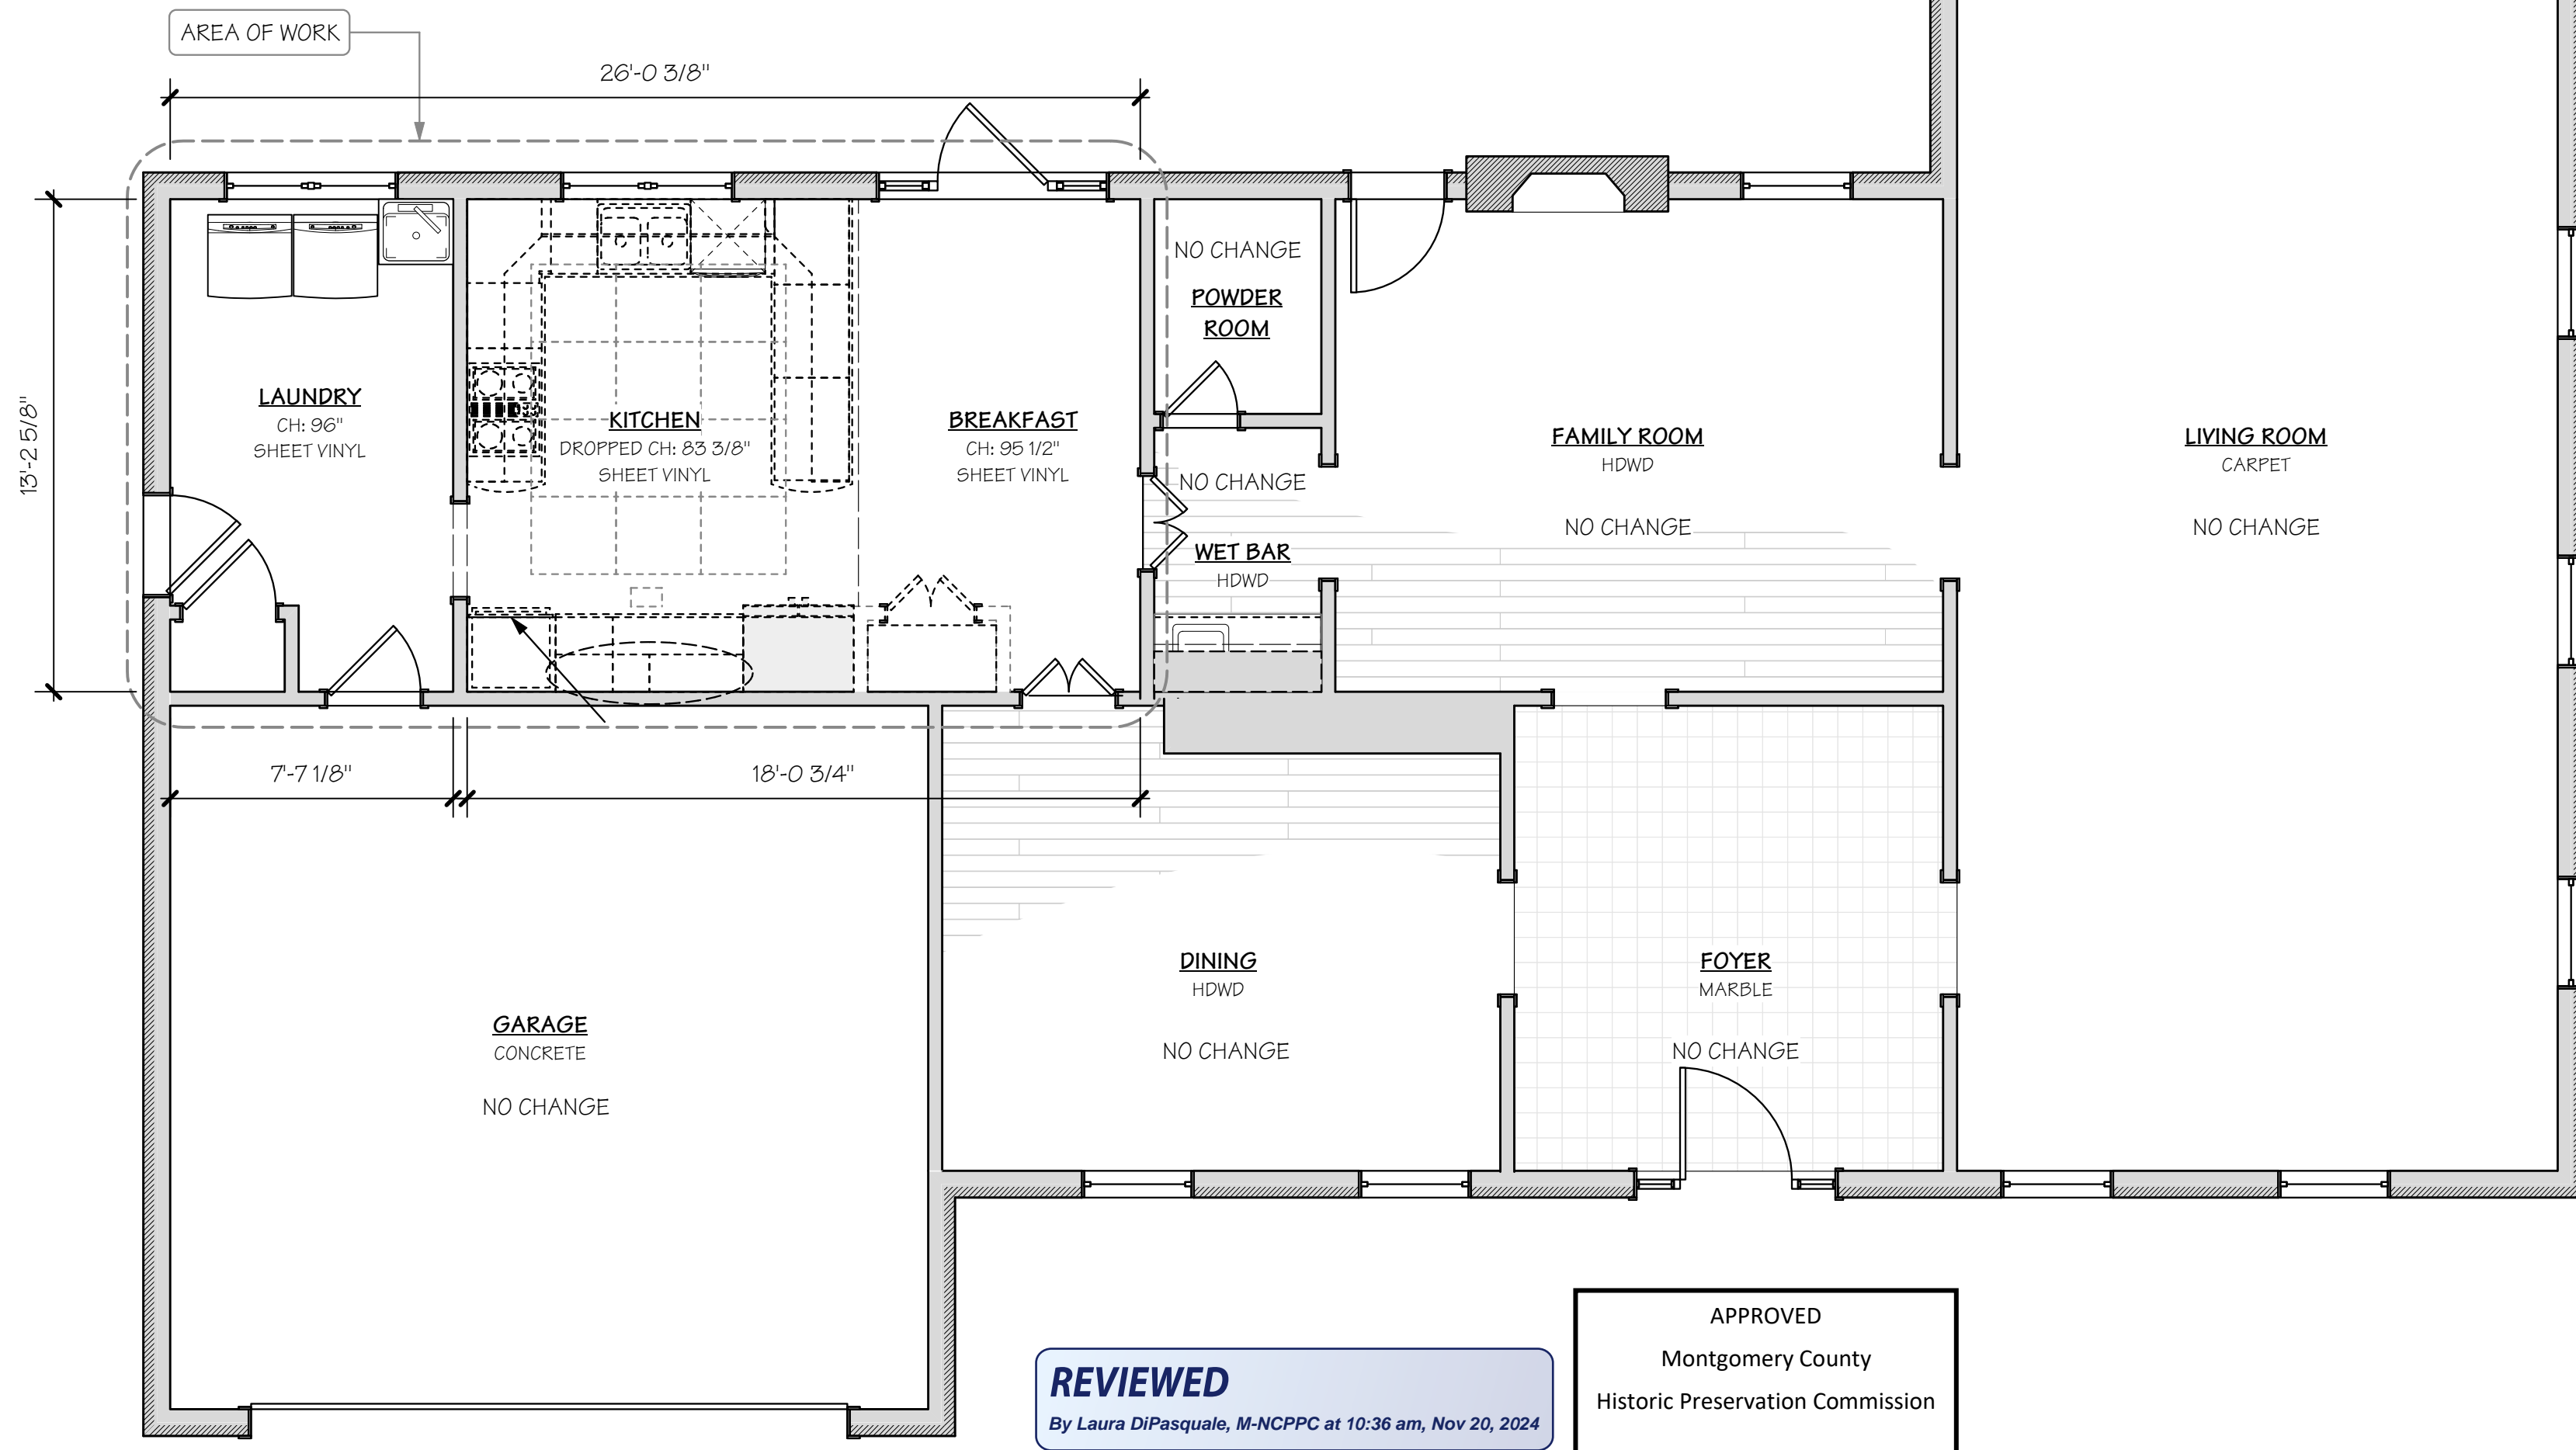 AREA OF WORK
26'-0 3/8"
13'-2 5/8"
LAUNDRY
CH: 96"
SHEET VINYL
KITCHEN
DROPPED CH: 83 3/8"
SHEET VINYL
BREAKFAST
CH: 95 1/2"
SHEET VINYL
NO CHANGE
POWDER
ROOM
NO CHANGE
WET BAR
HDWD
FAMILY ROOM
HDWD
NO CHANGE
LIVING ROOM
CARPET
NO CHANGE
7'-7 1/8"
18'-0 3/4"
GARAGE
CONCRETE
NO CHANGE
DINING
HDWD
NO CHANGE
FOYER
MARBLE
NO CHANGE
REVIEWED
By Laura DiPasquale, M-NCPPC at 10:36 am, Nov 20, 2024
APPROVED
Montgomery County
Historic Preservation Commission